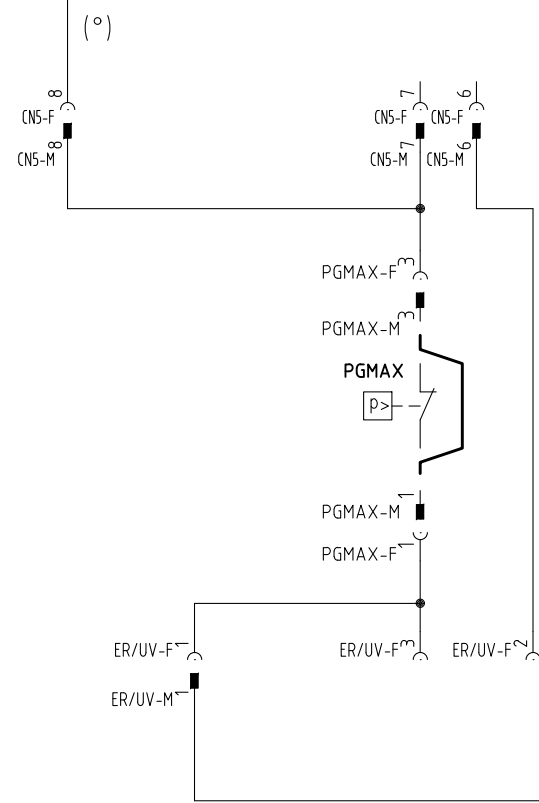 (°)
8
CN5-F
8
CN5-M
7
CN5-F
7
CN5-M
6
CN5-F
6
CN5-M
PGMAX-F 3
PGMAX-M 3
PGMAX
p>
PGMAX-M 1
PGMAX-F 1
ER/UV-F 1
ER/UV-M 1
ER/UV-F 3
ER/UV-F 2